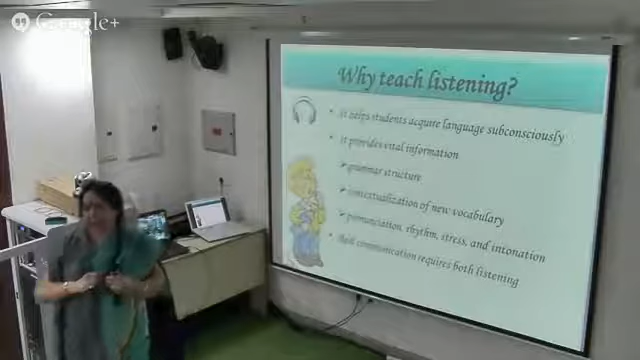 Google+
Why teach listening?
It helps students acquire language subconsciously
It provides vital information
grammar structure
contextualization of new vocabulary
pronunciation, rhythm, stress, and intonation
Real communication requires both listening